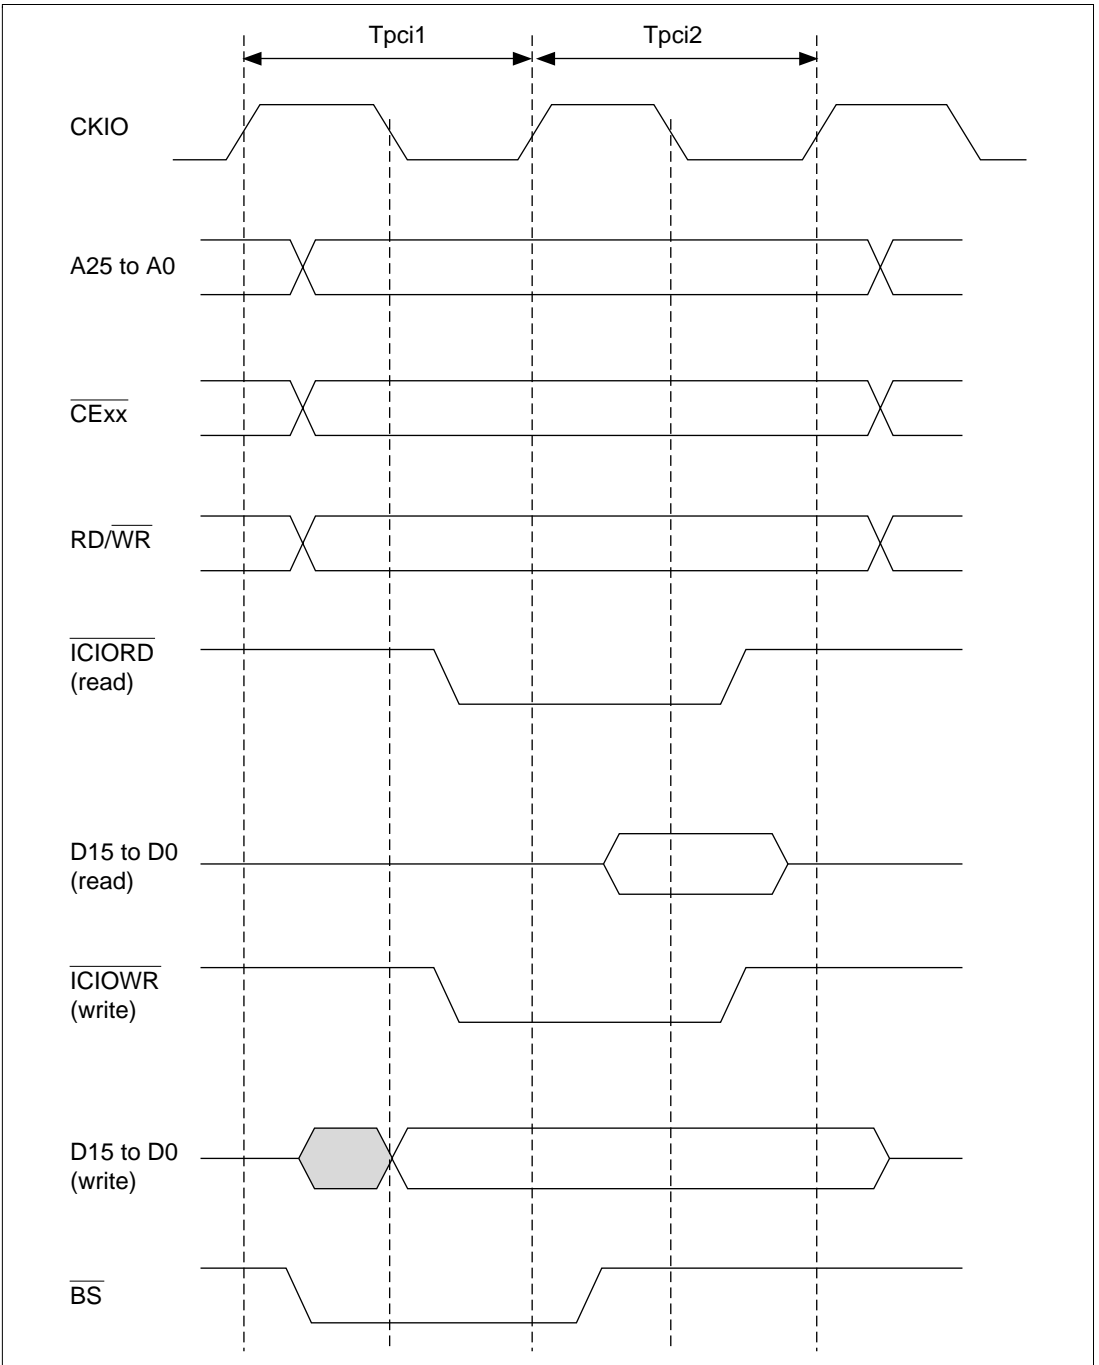 Tpci1 Tpci2
CKIO
A25 to A0
CExx
RD/WR
ICIORD
(read)
D15 to D0
(read)
ICIOWR
(write)
D15 to D0
(write)
BS